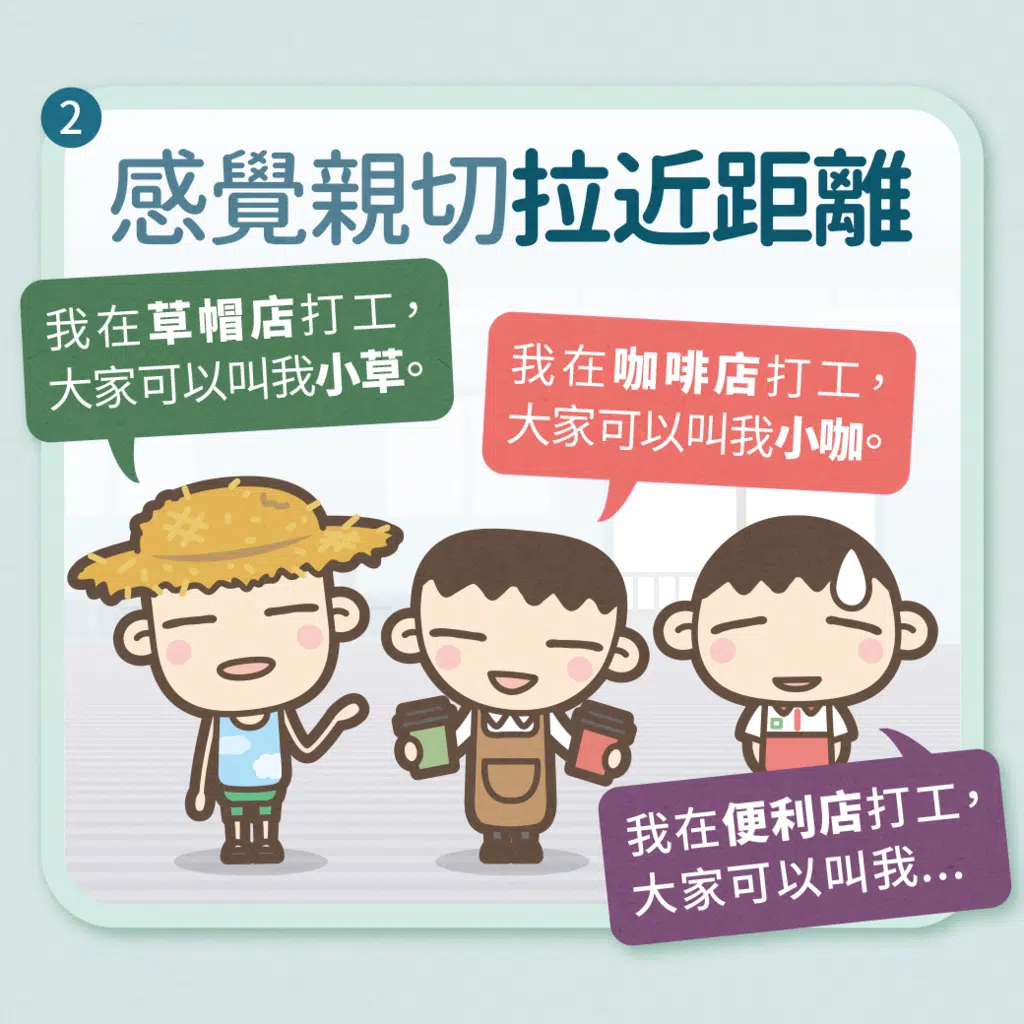 2
感覺親切拉近距離
我在草帽店打工，
大家可以叫我小草。
我在咖啡店打工，
大家可以叫我小咖。
我在便利店打工，
大家可以叫我…